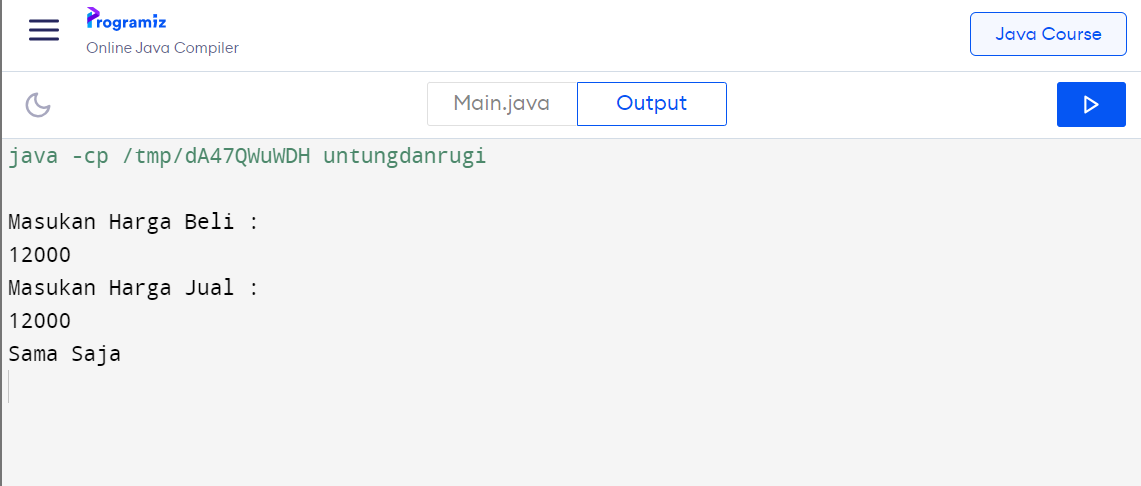 Programiz
Online Java Compiler
Java Course
Main.java
Output
java -cp /tmp/dA47QWuWDH untungdanrugi
Masukan Harga Beli :
12000
Masukan Harga Jual :
12000
Sama Saja